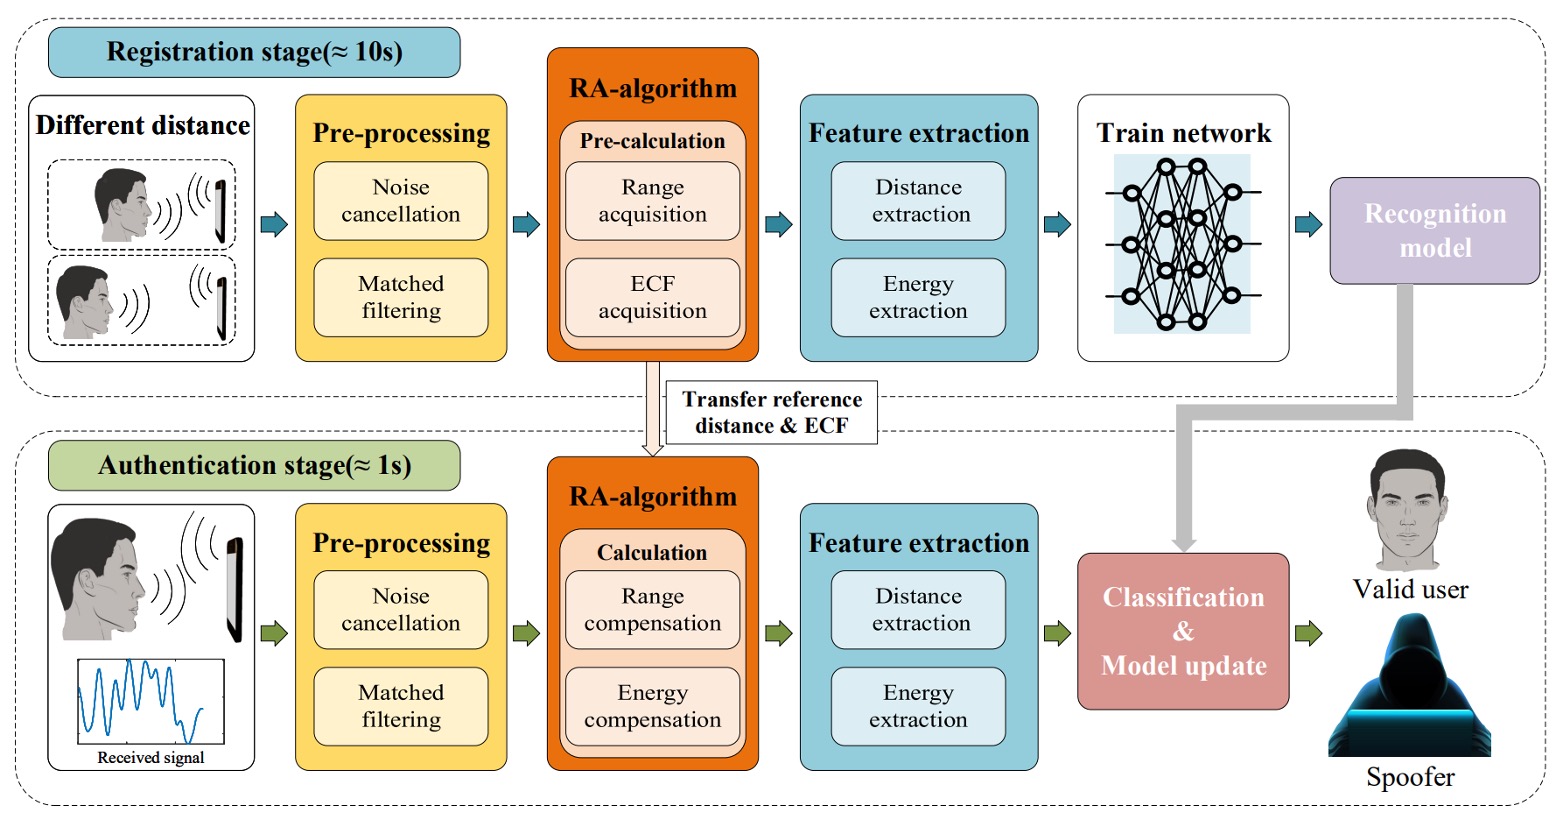 Registration stage(≈ 10s)
Different distance
Pre-processing
Noise
cancellation
Matched
filtering
RA-algorithm
Pre-calculation
Range
acquisition
ECF
acquisition
Feature extraction
Distance
extraction
Energy
extraction
Train network
Recognition
model
Transfer reference
distance & ECF
Authentication stage(≈ 1s)
Received signal
Pre-processing
Noise
cancellation
Matched
filtering
RA-algorithm
Calculation
Range
compensation
Energy
compensation
Feature extraction
Distance
extraction
Energy
extraction
Classification
&
Model update
Valid user
Spoofer